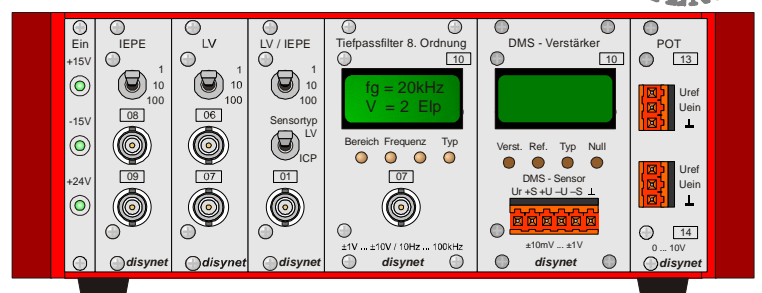 Ein
+15V
-15V
+24V
IEPE
1
10
100
08
09
disynet
LV
1
10
100
06
07
disynet
LV / IEPE
1
10
100
Sensortyp
LV
ICP
01
disynet
Tiefpassfilter 8. Ordnung
10
fg = 20kHz
V = 2 Elp
Bereich Frequenz Typ
07
±1V ... ±10V / 10Hz ... 100kHz
disynet
DMS - Verstärker
10
Verst. Ref. Typ Null
DMS - Sensor
Ur +S +U –U –S ⊥
±10mV ... ±1V
disynet
POT
13
Uref
Uein
⊥
Uref
Uein
⊥
14
0 ... 10V
disynet